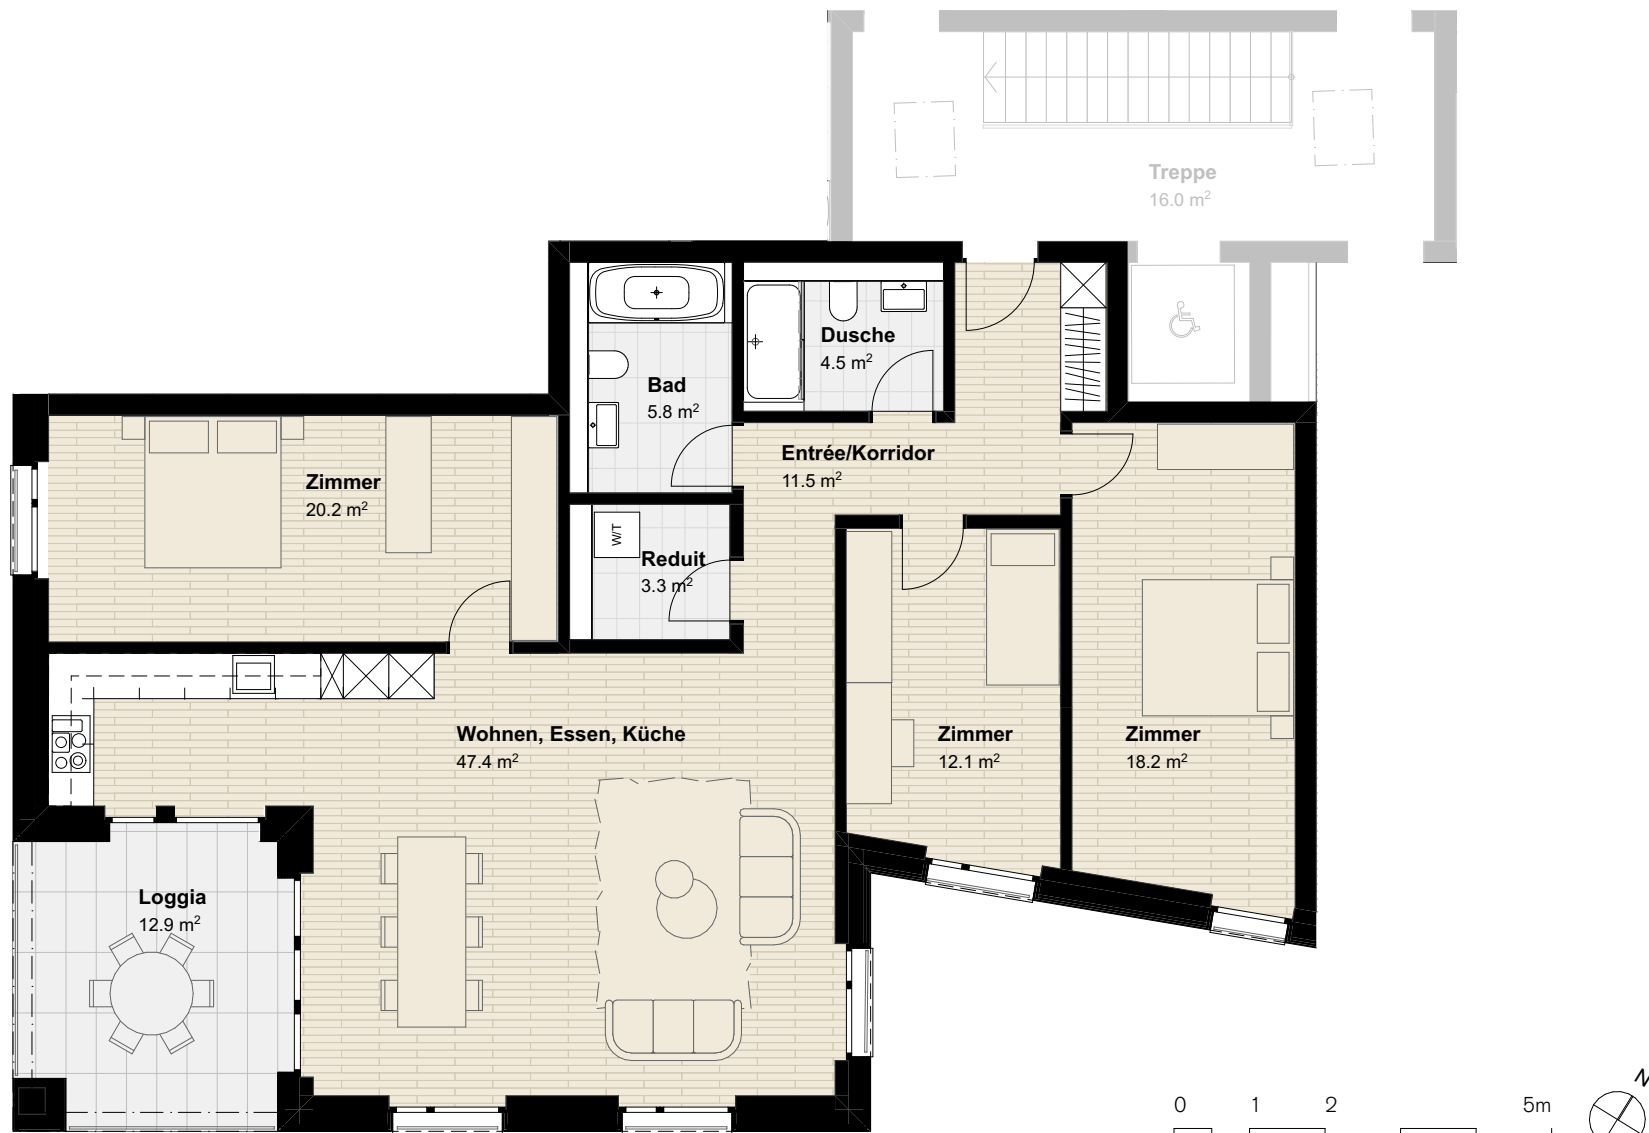 Treppe
16.0 m²
Dusche
4.5 m²
Bad
5.8 m²
Entrée/Korridor
11.5 m²
Zimmer
20.2 m²
W/T
Reduit
3.3 m²
Wohnen, Essen, Küche
47.4 m²
Zimmer
12.1 m²
Zimmer
18.2 m²
Loggia
12.9 m²
0 1 2 5m
N